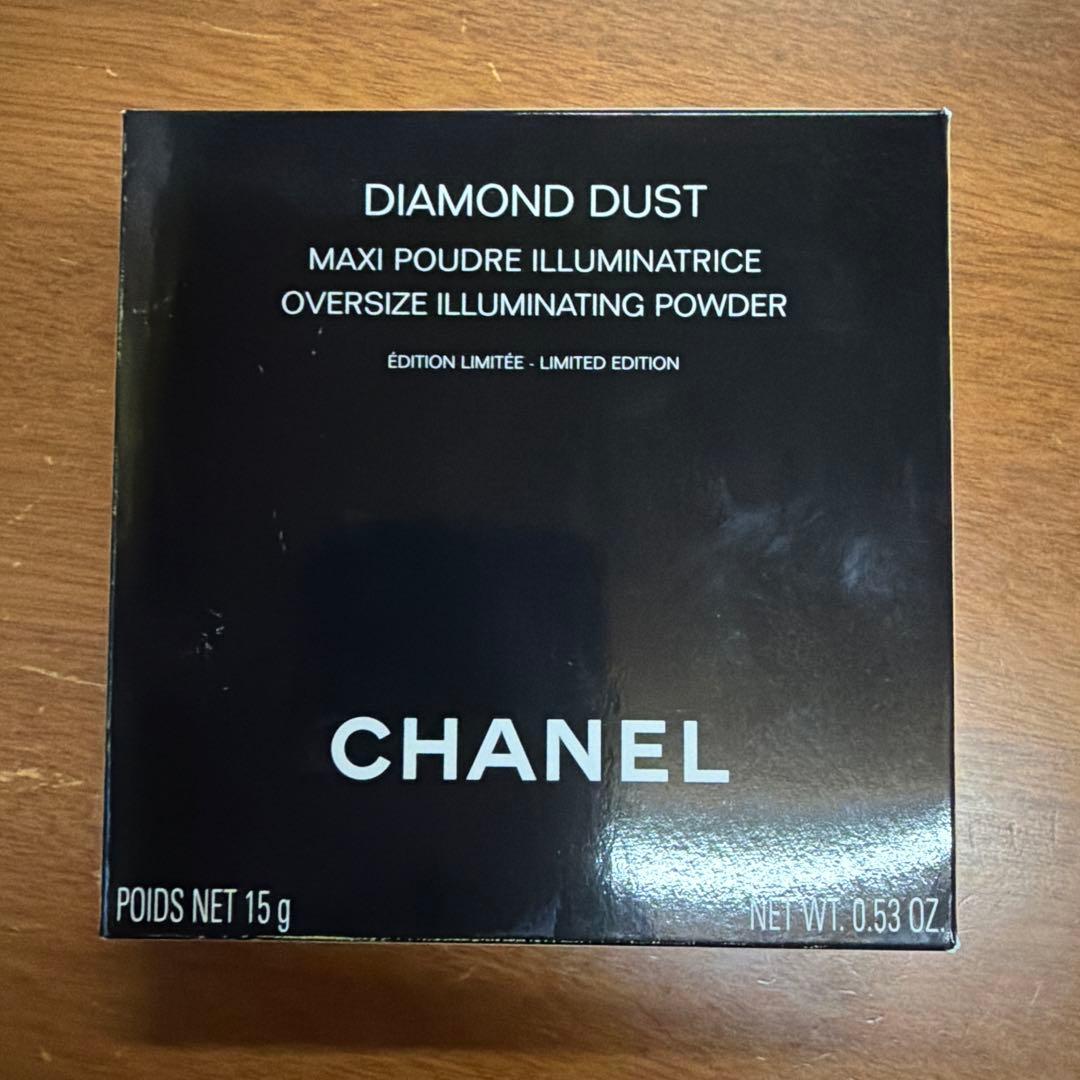 DIAMOND DUST
MAXI POUDRE ILLUMINATRICE
OVERSIZE ILLUMINATING POWDER
ÉDITION LIMITÉE - LIMITED EDITION
CHANEL
POIDS NET 15 g
NET WT. 0.53 OZ.